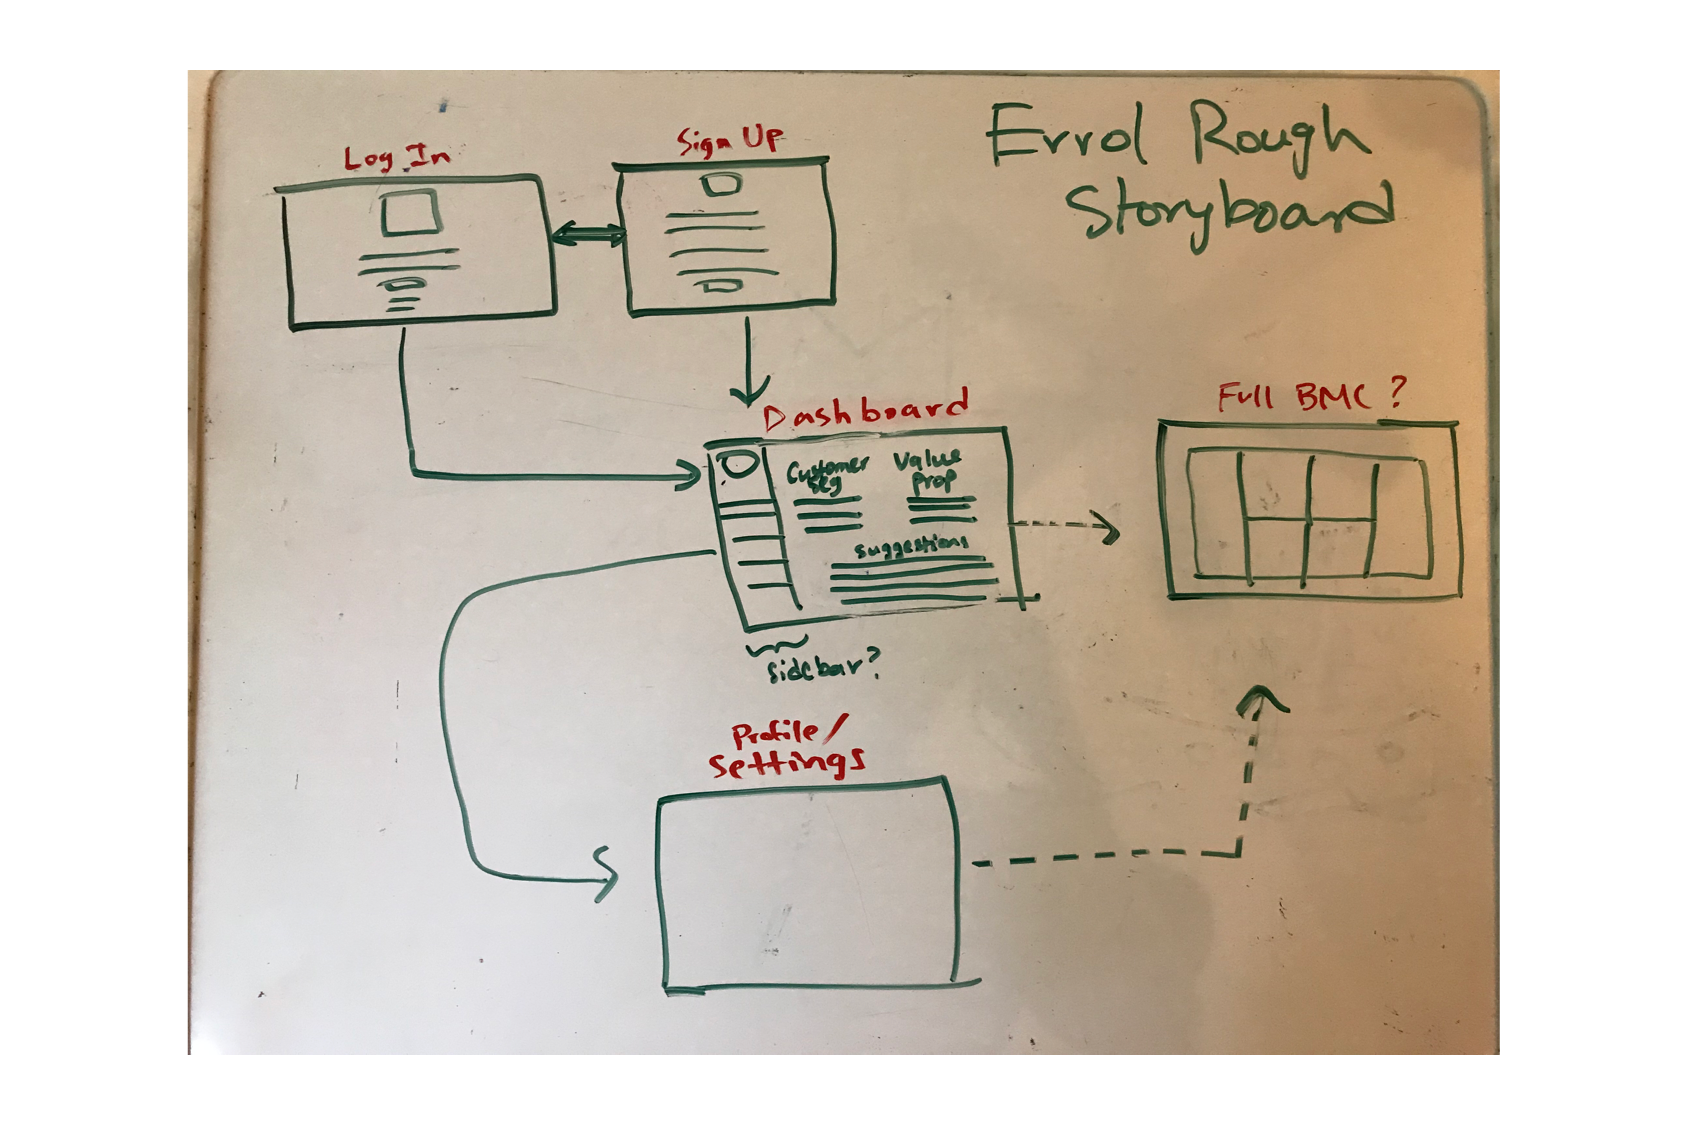 Errol Rough
Storyboard
Log In
Sign Up
Dashboard
Customer
Seg
Value
Prop
suggestions
sidebar?
Full BMC?
Profile/
Settings